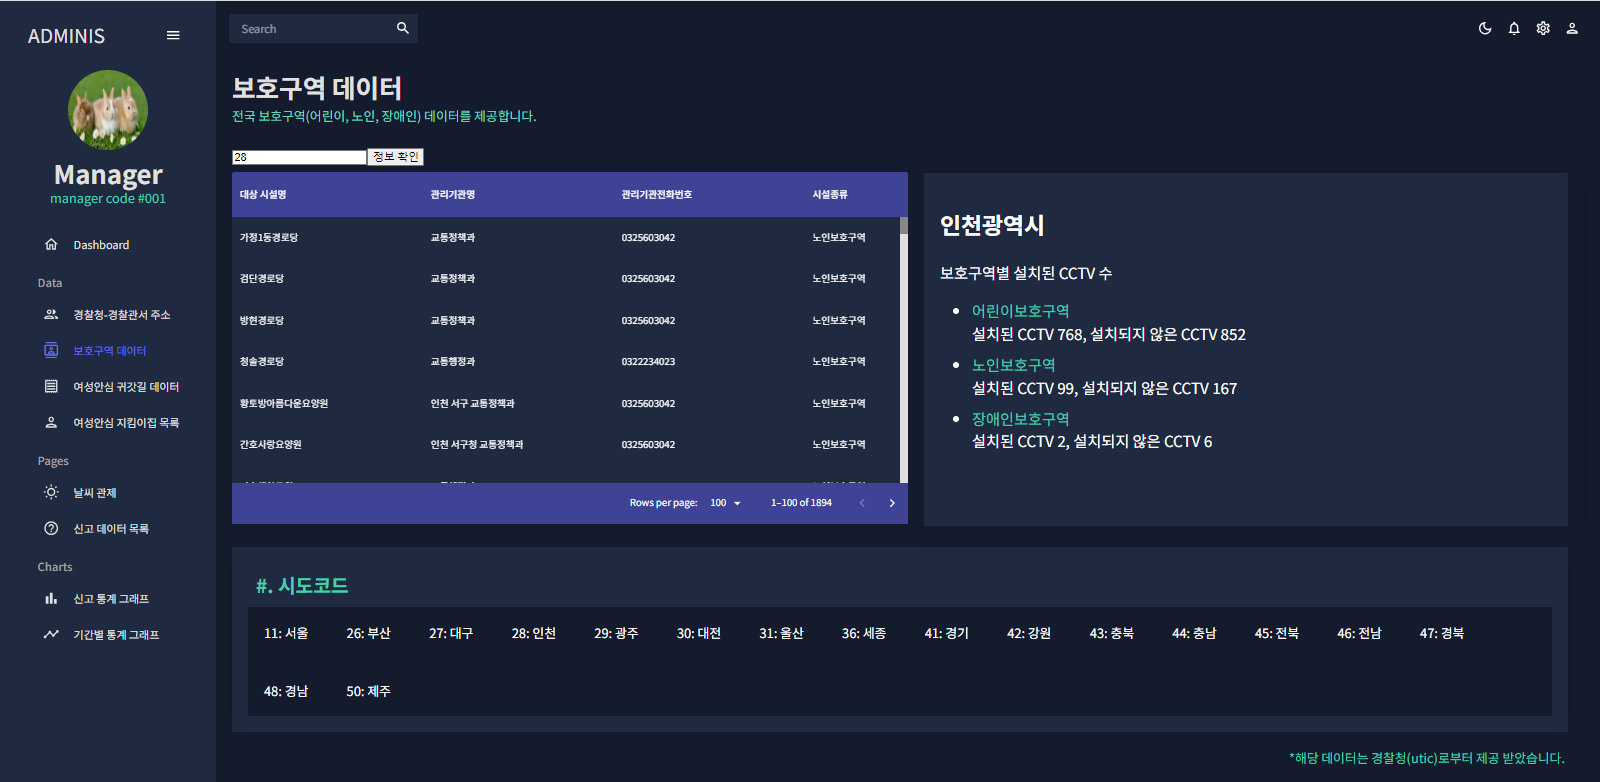 ADMINIS
Search
Manager
manager code #001
Dashboard
Data
경찰청-경찰관서 주소
보호구역 데이터
여성안심 귀갓길 데이터
여성안심 지킴이집 목록
Pages
날씨 관제
신고 데이터 목록
Charts
신고 통계 그래프
기간별 통계 그래프
보호구역 데이터
전국 보호구역(어린이, 노인, 장애인) 데이터를 제공합니다.
28 정보 확인
대상 시설명 관리기관명 관리기관전화번호 시설종류
가정1동경로당 교통정책과 0325603042 노인보호구역
검단경로당 교통정책과 0325603042 노인보호구역
방현경로당 교통정책과 0325603042 노인보호구역
청솔경로당 교통행정과 0322234023 노인보호구역
황토방아름다운요양원 인천 서구 교통정책과 0325603042 노인보호구역
간호사랑요양원 인천 서구청 교통정책과 0325603042 노인보호구역
Rows per page: 100 1–100 of 1894
인천광역시
보호구역별 설치된 CCTV 수
어린이보호구역
설치된 CCTV 768, 설치되지 않은 CCTV 852
노인보호구역
설치된 CCTV 99, 설치되지 않은 CCTV 167
장애인보호구역
설치된 CCTV 2, 설치되지 않은 CCTV 6
#. 시도코드
11: 서울 26: 부산 27: 대구 28: 인천 29: 광주 30: 대전 31: 울산 36: 세종 41: 경기 42: 강원 43: 충북 44: 충남 45: 전북 46: 전남 47: 경북
48: 경남 50: 제주
*해당 데이터는 경찰청(utic)로부터 제공 받았습니다.